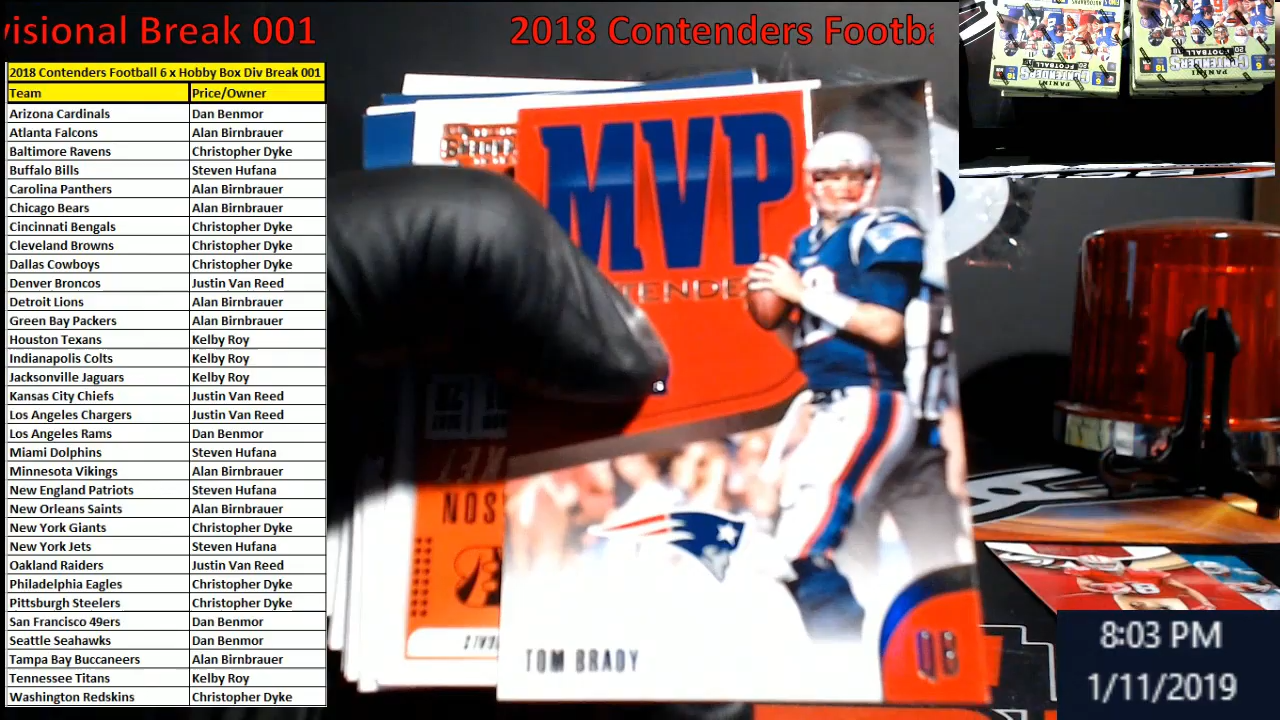 visional Break 001
2018 Contenders Footba
2018 Contenders Football 6 x Hobby Box Div Break 001
Team Price/Owner
Arizona Cardinals Dan Benmor
Atlanta Falcons Alan Birnbrauer
Baltimore Ravens Christopher Dyke
Buffalo Bills Steven Hufana
Carolina Panthers Alan Birnbrauer
Chicago Bears Alan Birnbrauer
Cincinnati Bengals Christopher Dyke
Cleveland Browns Christopher Dyke
Dallas Cowboys Christopher Dyke
Denver Broncos Justin Van Reed
Detroit Lions Alan Birnbrauer
Green Bay Packers Alan Birnbrauer
Houston Texans Kelby Roy
Indianapolis Colts Kelby Roy
Jacksonville Jaguars Kelby Roy
Kansas City Chiefs Justin Van Reed
Los Angeles Chargers Justin Van Reed
Los Angeles Rams Dan Benmor
Miami Dolphins Steven Hufana
Minnesota Vikings Alan Birnbrauer
New England Patriots Steven Hufana
New Orleans Saints Alan Birnbrauer
New York Giants Christopher Dyke
New York Jets Steven Hufana
Oakland Raiders Justin Van Reed
Philadelphia Eagles Christopher Dyke
Pittsburgh Steelers Christopher Dyke
San Francisco 49ers Dan Benmor
Seattle Seahawks Dan Benmor
Tampa Bay Buccaneers Alan Birnbrauer
Tennessee Titans Kelby Roy
Washington Redskins Christopher Dyke
MVP
TENDE
NOS
TOM BRADY
QB
PANINI
CONTENDERS
8:03 PM
1/11/2019